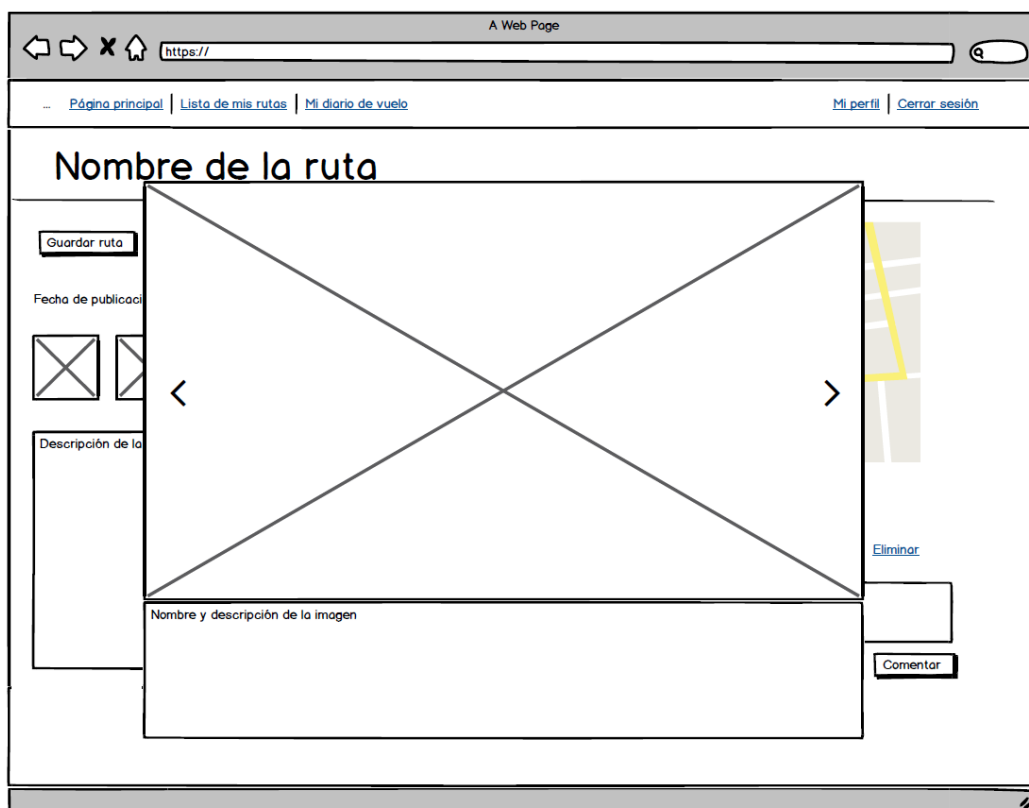 A Web Page
https://
... Página principal | Lista de mis rutas | Mi diario de vuelo Mi perfil | Cerrar sesión
Nombre de la ruta
Guardar ruta
Fecha de publicaci
Descripción de la
Eliminar
Nombre y descripción de la imagen
Comentar